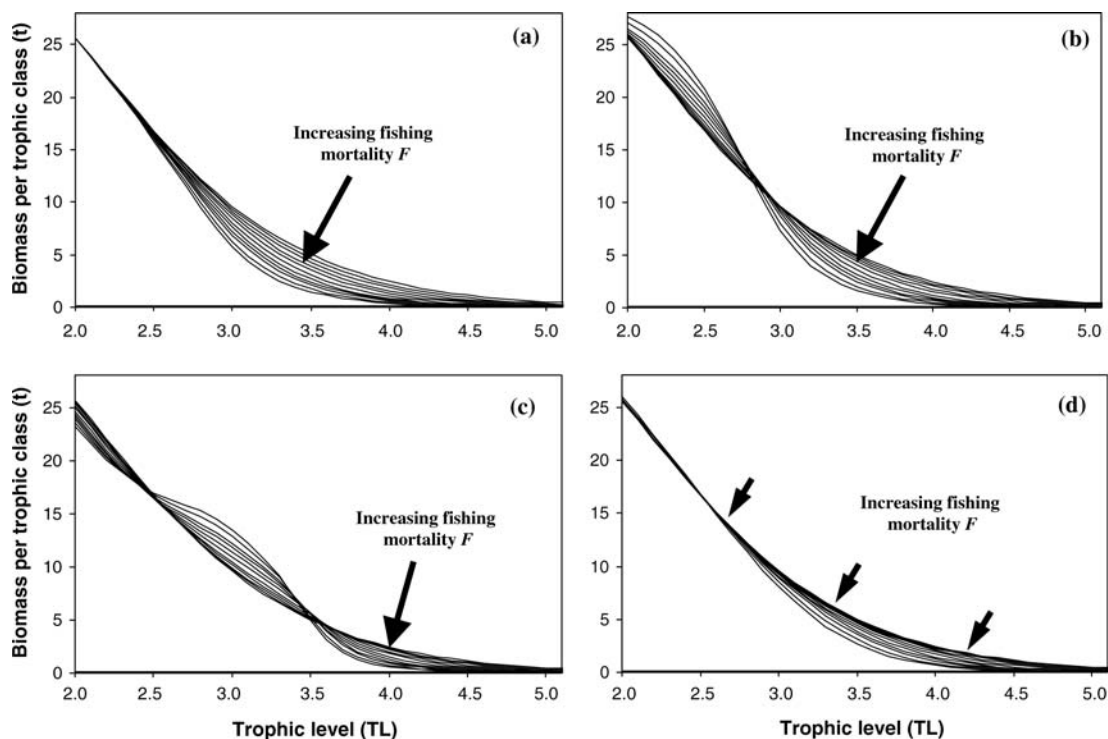 (a)
Biomass per trophic class (t)
25
20
15
10
5
0
Increasing fishing
mortality F
2.0 2.5 3.0 3.5 4.0 4.5 5.0
(b)
25
20
15
10
5
0
Increasing fishing
mortality F
2.0 2.5 3.0 3.5 4.0 4.5 5.0
(c)
Biomass per trophic class (t)
25
20
15
10
5
0
Increasing fishing
mortality F
2.0 2.5 3.0 3.5 4.0 4.5 5.0
Trophic level (TL)
(d)
25
20
15
10
5
0
Increasing fishing
mortality F
2.0 2.5 3.0 3.5 4.0 4.5 5.0
Trophic level (TL)